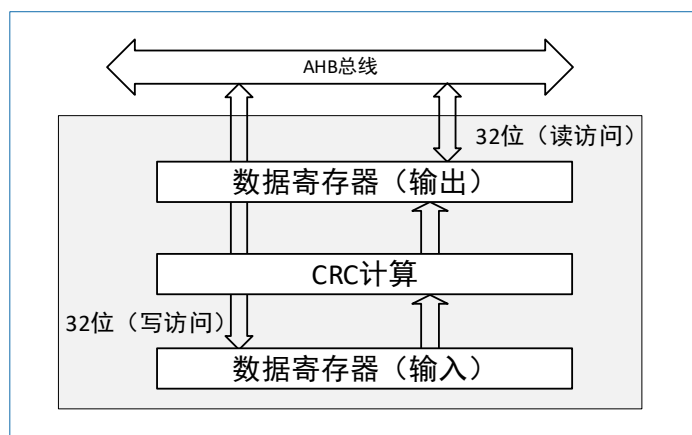 AHB总线
32位（读访问）
数据寄存器（输出）
CRC计算
32位（写访问）
数据寄存器（输入）